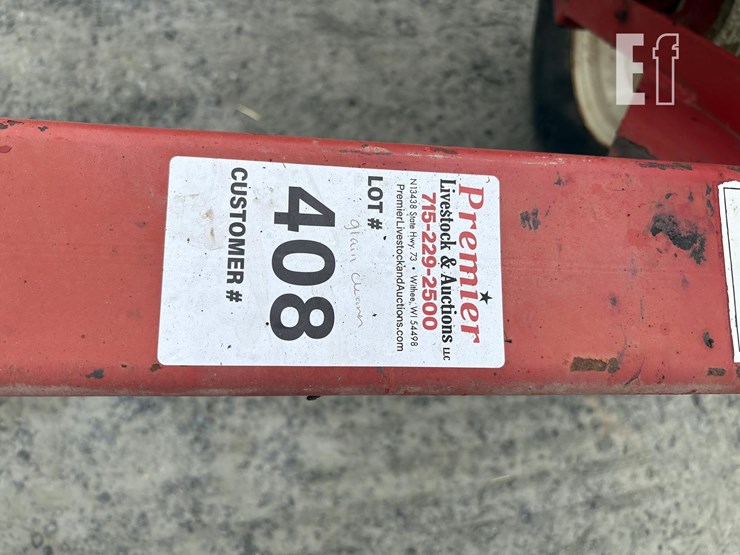 Premier
Livestock & Auctions LLC
715-229-2500
N13438 State Hwy. 73 • Withee, WI 54498
PremierLivestockandAuctions.com
LOT #
grain cleaner
408
CUSTOMER #
Ef